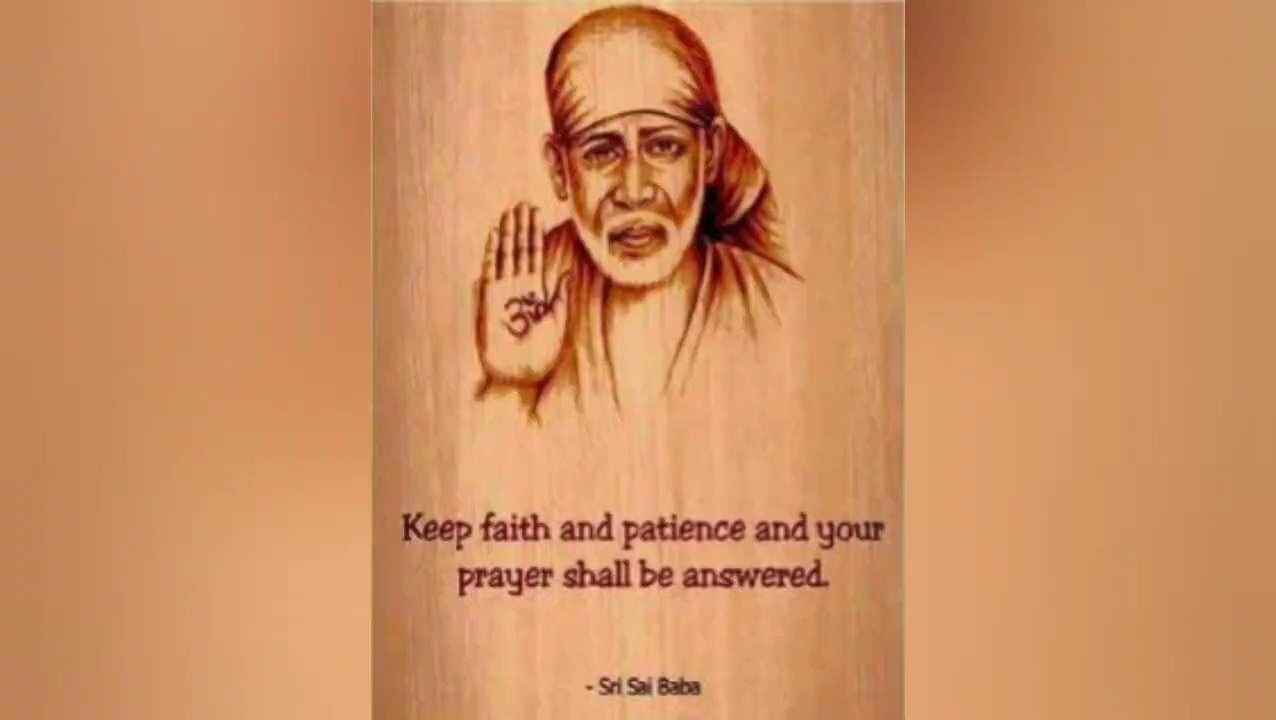 ॐ
Keep faith and patience and your
prayer shall be answered.
- Sri Sai Baba